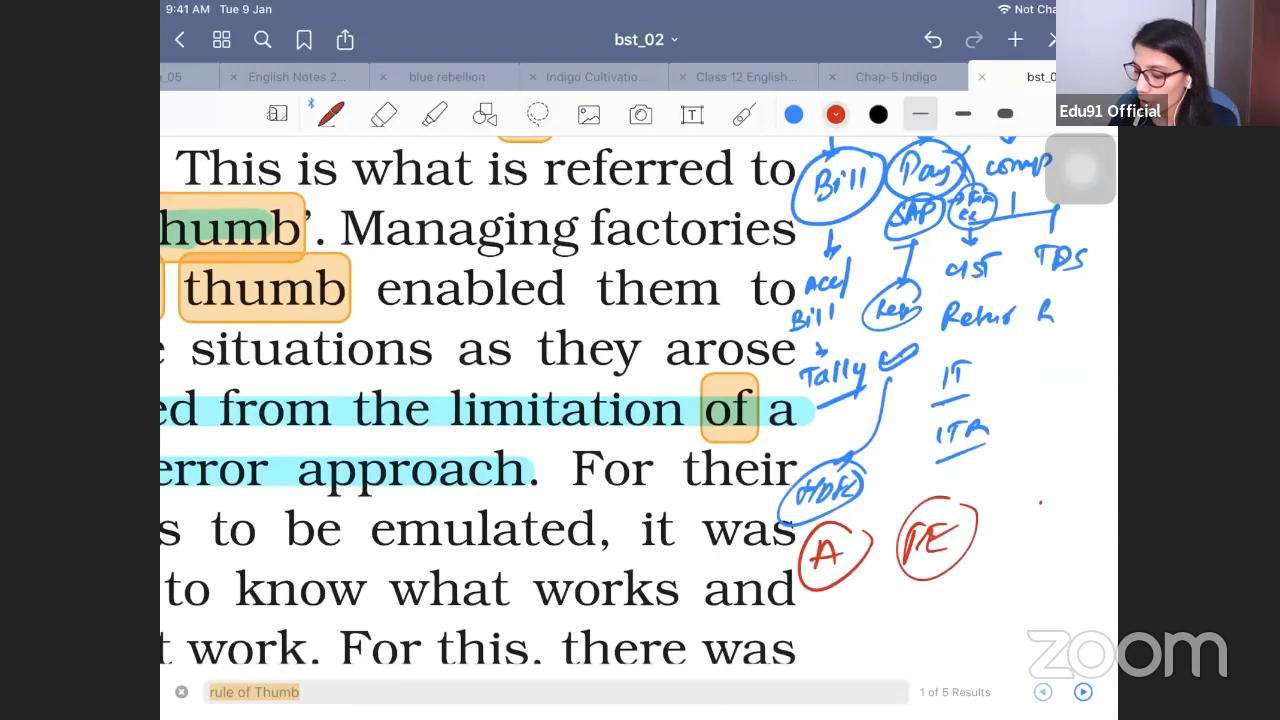 9:41 AM Tue 9 Jan
Not Cha
bst_02
_05
English Notes 2...
blue rebellion
Indigo Cultivatio...
Class 12 English...
Chap-5 Indigo
bst_0
Edu91 Official
This is what is referred to
humb’. Managing factories
thumb enabled them to
e situations as they arose
ed from the limitation of a
error approach. For their
s to be emulated, it was
to know what works and
t work. For this, there was
Bill
Pay
comp
SAP
TDS
Acc/
Bill
Tally
IT
ITR
A
rule of Thumb
1 of 5 Results
zoom